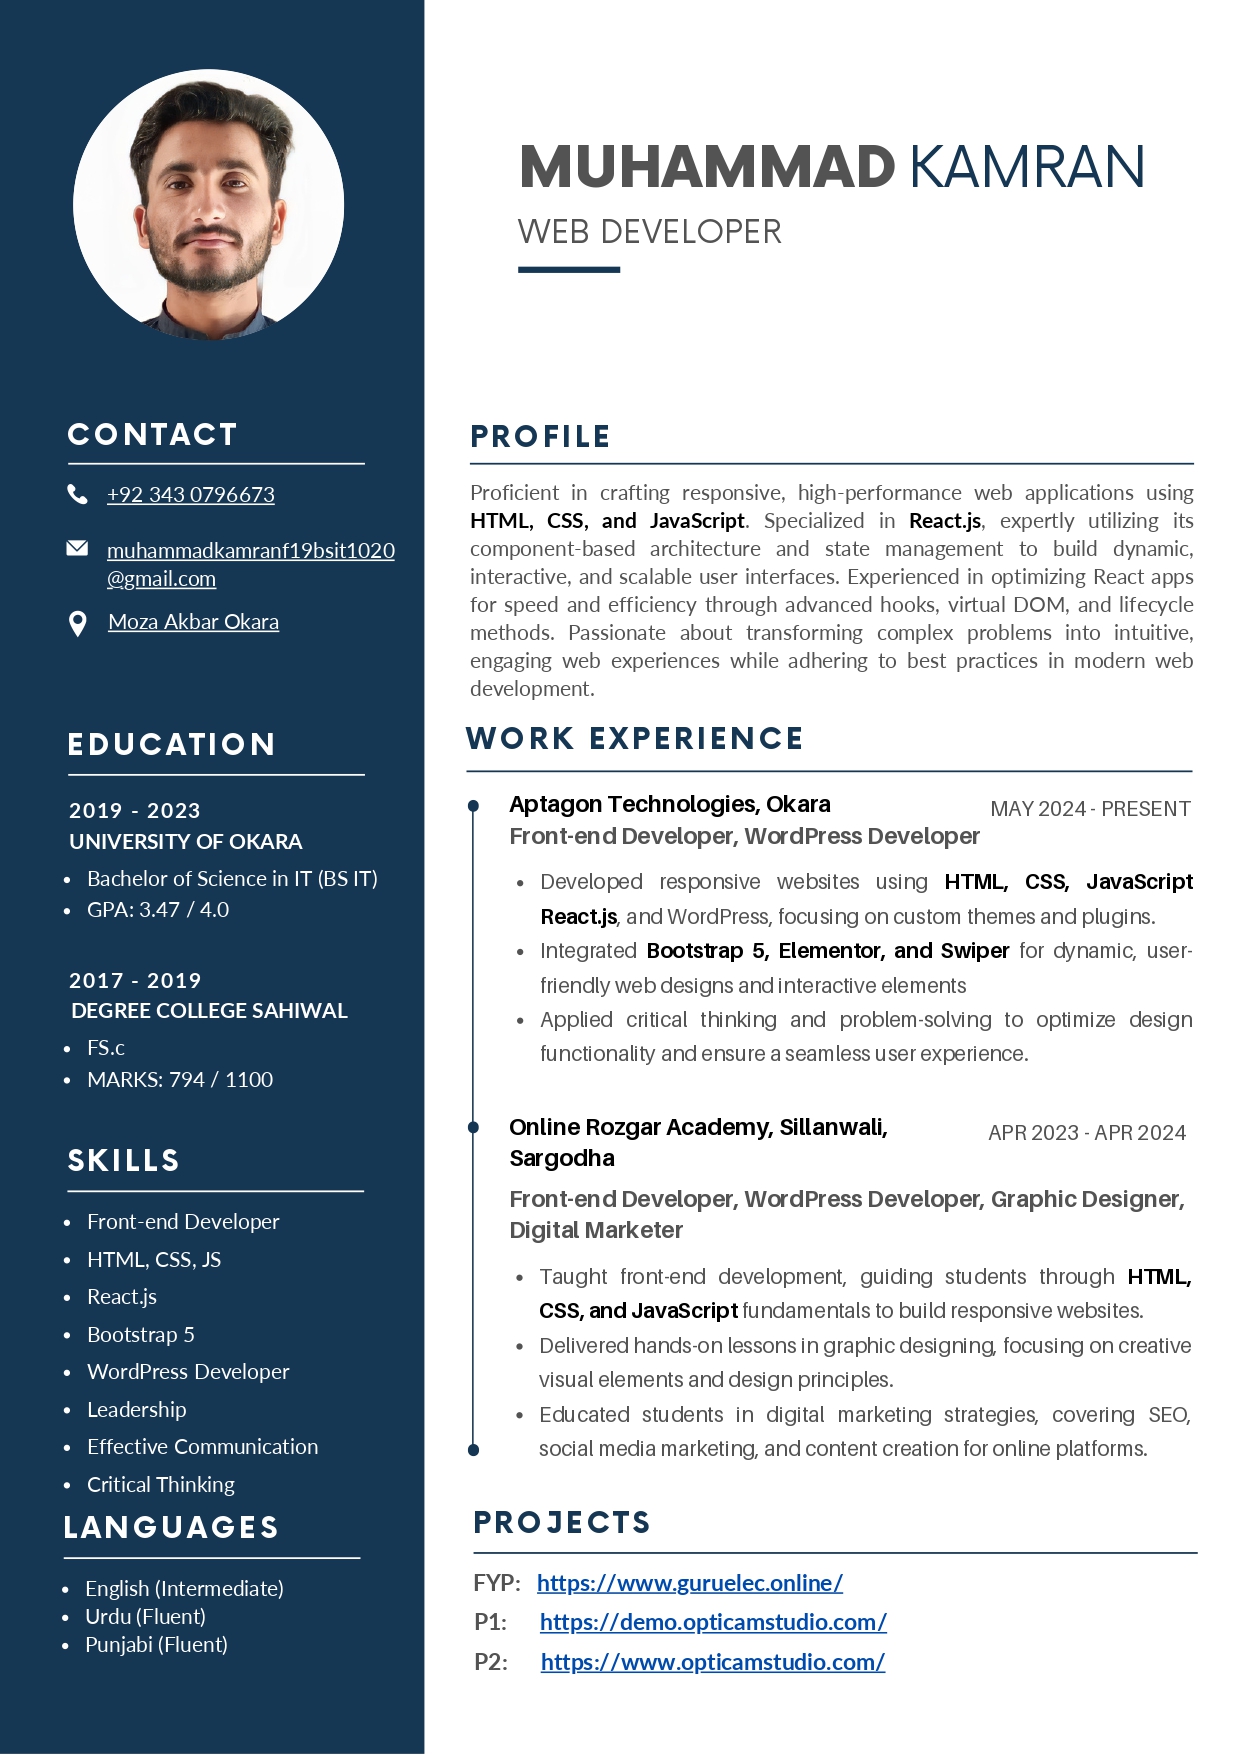 MUHAMMAD KAMRAN
WEB DEVELOPER
CONTACT
+92 343 0796673
muhammadkamranf19bsit1020
@gmail.com
Moza Akbar Okara
EDUCATION
2019 - 2023
UNIVERSITY OF OKARA
• Bachelor of Science in IT (BS IT)
• GPA: 3.47 / 4.0
2017 - 2019
DEGREE COLLEGE SAHIWAL
• FS.c
• MARKS: 794 / 1100
SKILLS
• Front-end Developer
• HTML, CSS, JS
• React.js
• Bootstrap 5
• WordPress Developer
• Leadership
• Effective Communication
• Critical Thinking
LANGUAGES
• English (Intermediate)
• Urdu (Fluent)
• Punjabi (Fluent)
PROFILE
Proficient in crafting responsive, high-performance web applications using
HTML, CSS, and JavaScript. Specialized in React.js, expertly utilizing its
component-based architecture and state management to build dynamic,
interactive, and scalable user interfaces. Experienced in optimizing React apps
for speed and efficiency through advanced hooks, virtual DOM, and lifecycle
methods. Passionate about transforming complex problems into intuitive,
engaging web experiences while adhering to best practices in modern web
development.
WORK EXPERIENCE
Aptagon Technologies, Okara MAY 2024 - PRESENT
Front-end Developer, WordPress Developer
• Developed responsive websites using HTML, CSS, JavaScript
React.js, and WordPress, focusing on custom themes and plugins.
• Integrated Bootstrap 5, Elementor, and Swiper for dynamic, user-
friendly web designs and interactive elements
• Applied critical thinking and problem-solving to optimize design
functionality and ensure a seamless user experience.
Online Rozgar Academy, Sillanwali, APR 2023 - APR 2024
Sargodha
Front-end Developer, WordPress Developer, Graphic Designer,
Digital Marketer
• Taught front-end development, guiding students through HTML,
CSS, and JavaScript fundamentals to build responsive websites.
• Delivered hands-on lessons in graphic designing, focusing on creative
visual elements and design principles.
• Educated students in digital marketing strategies, covering SEO,
social media marketing, and content creation for online platforms.
PROJECTS
FYP: https://www.guruelec.online/
P1: https://demo.opticamstudio.com/
P2: https://www.opticamstudio.com/